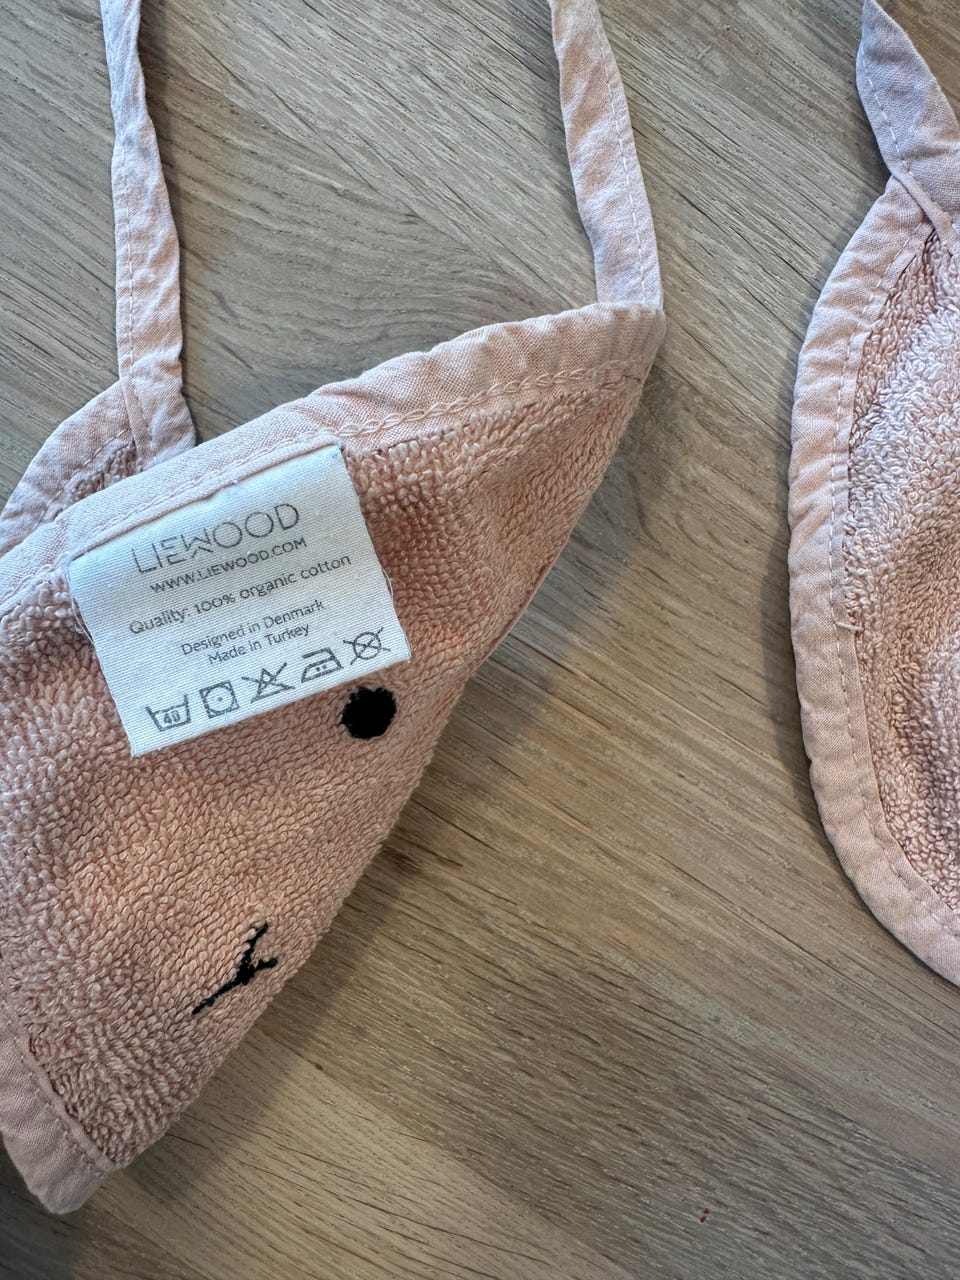 LIEWOOD
WWW.LIEWOOD.COM
Quality: 100% organic cotton
Designed in Denmark
Made in Turkey
40